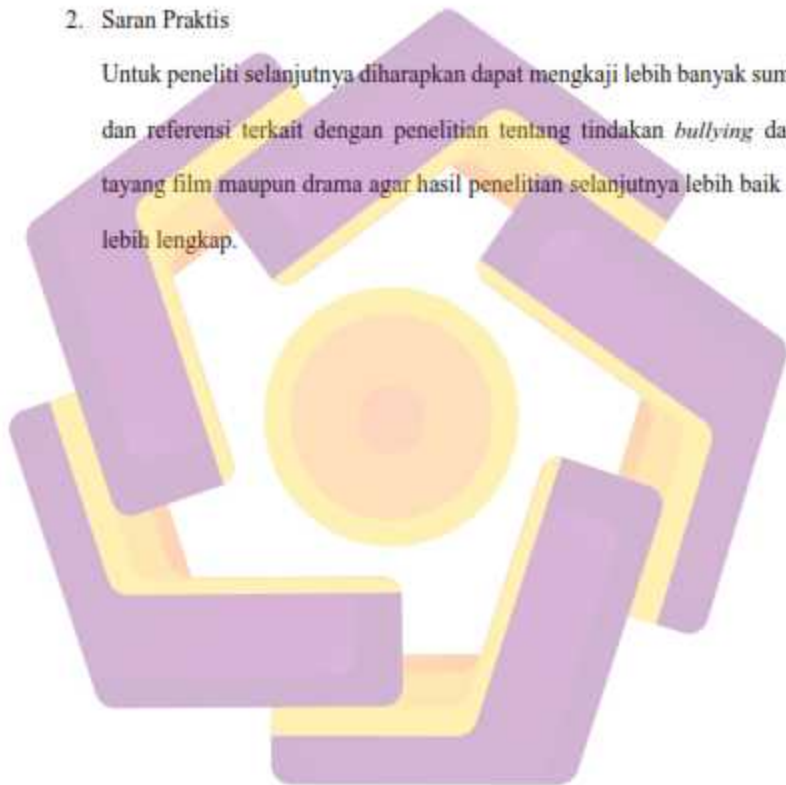 2. Saran Praktis
Untuk peneliti selanjutnya diharapkan dapat mengkaji lebih banyak sum
dan referensi terkait dengan penelitian tentang tindakan bullying da
tayang film maupun drama agar hasil penelitian selanjutnya lebih baik
lebih lengkap.